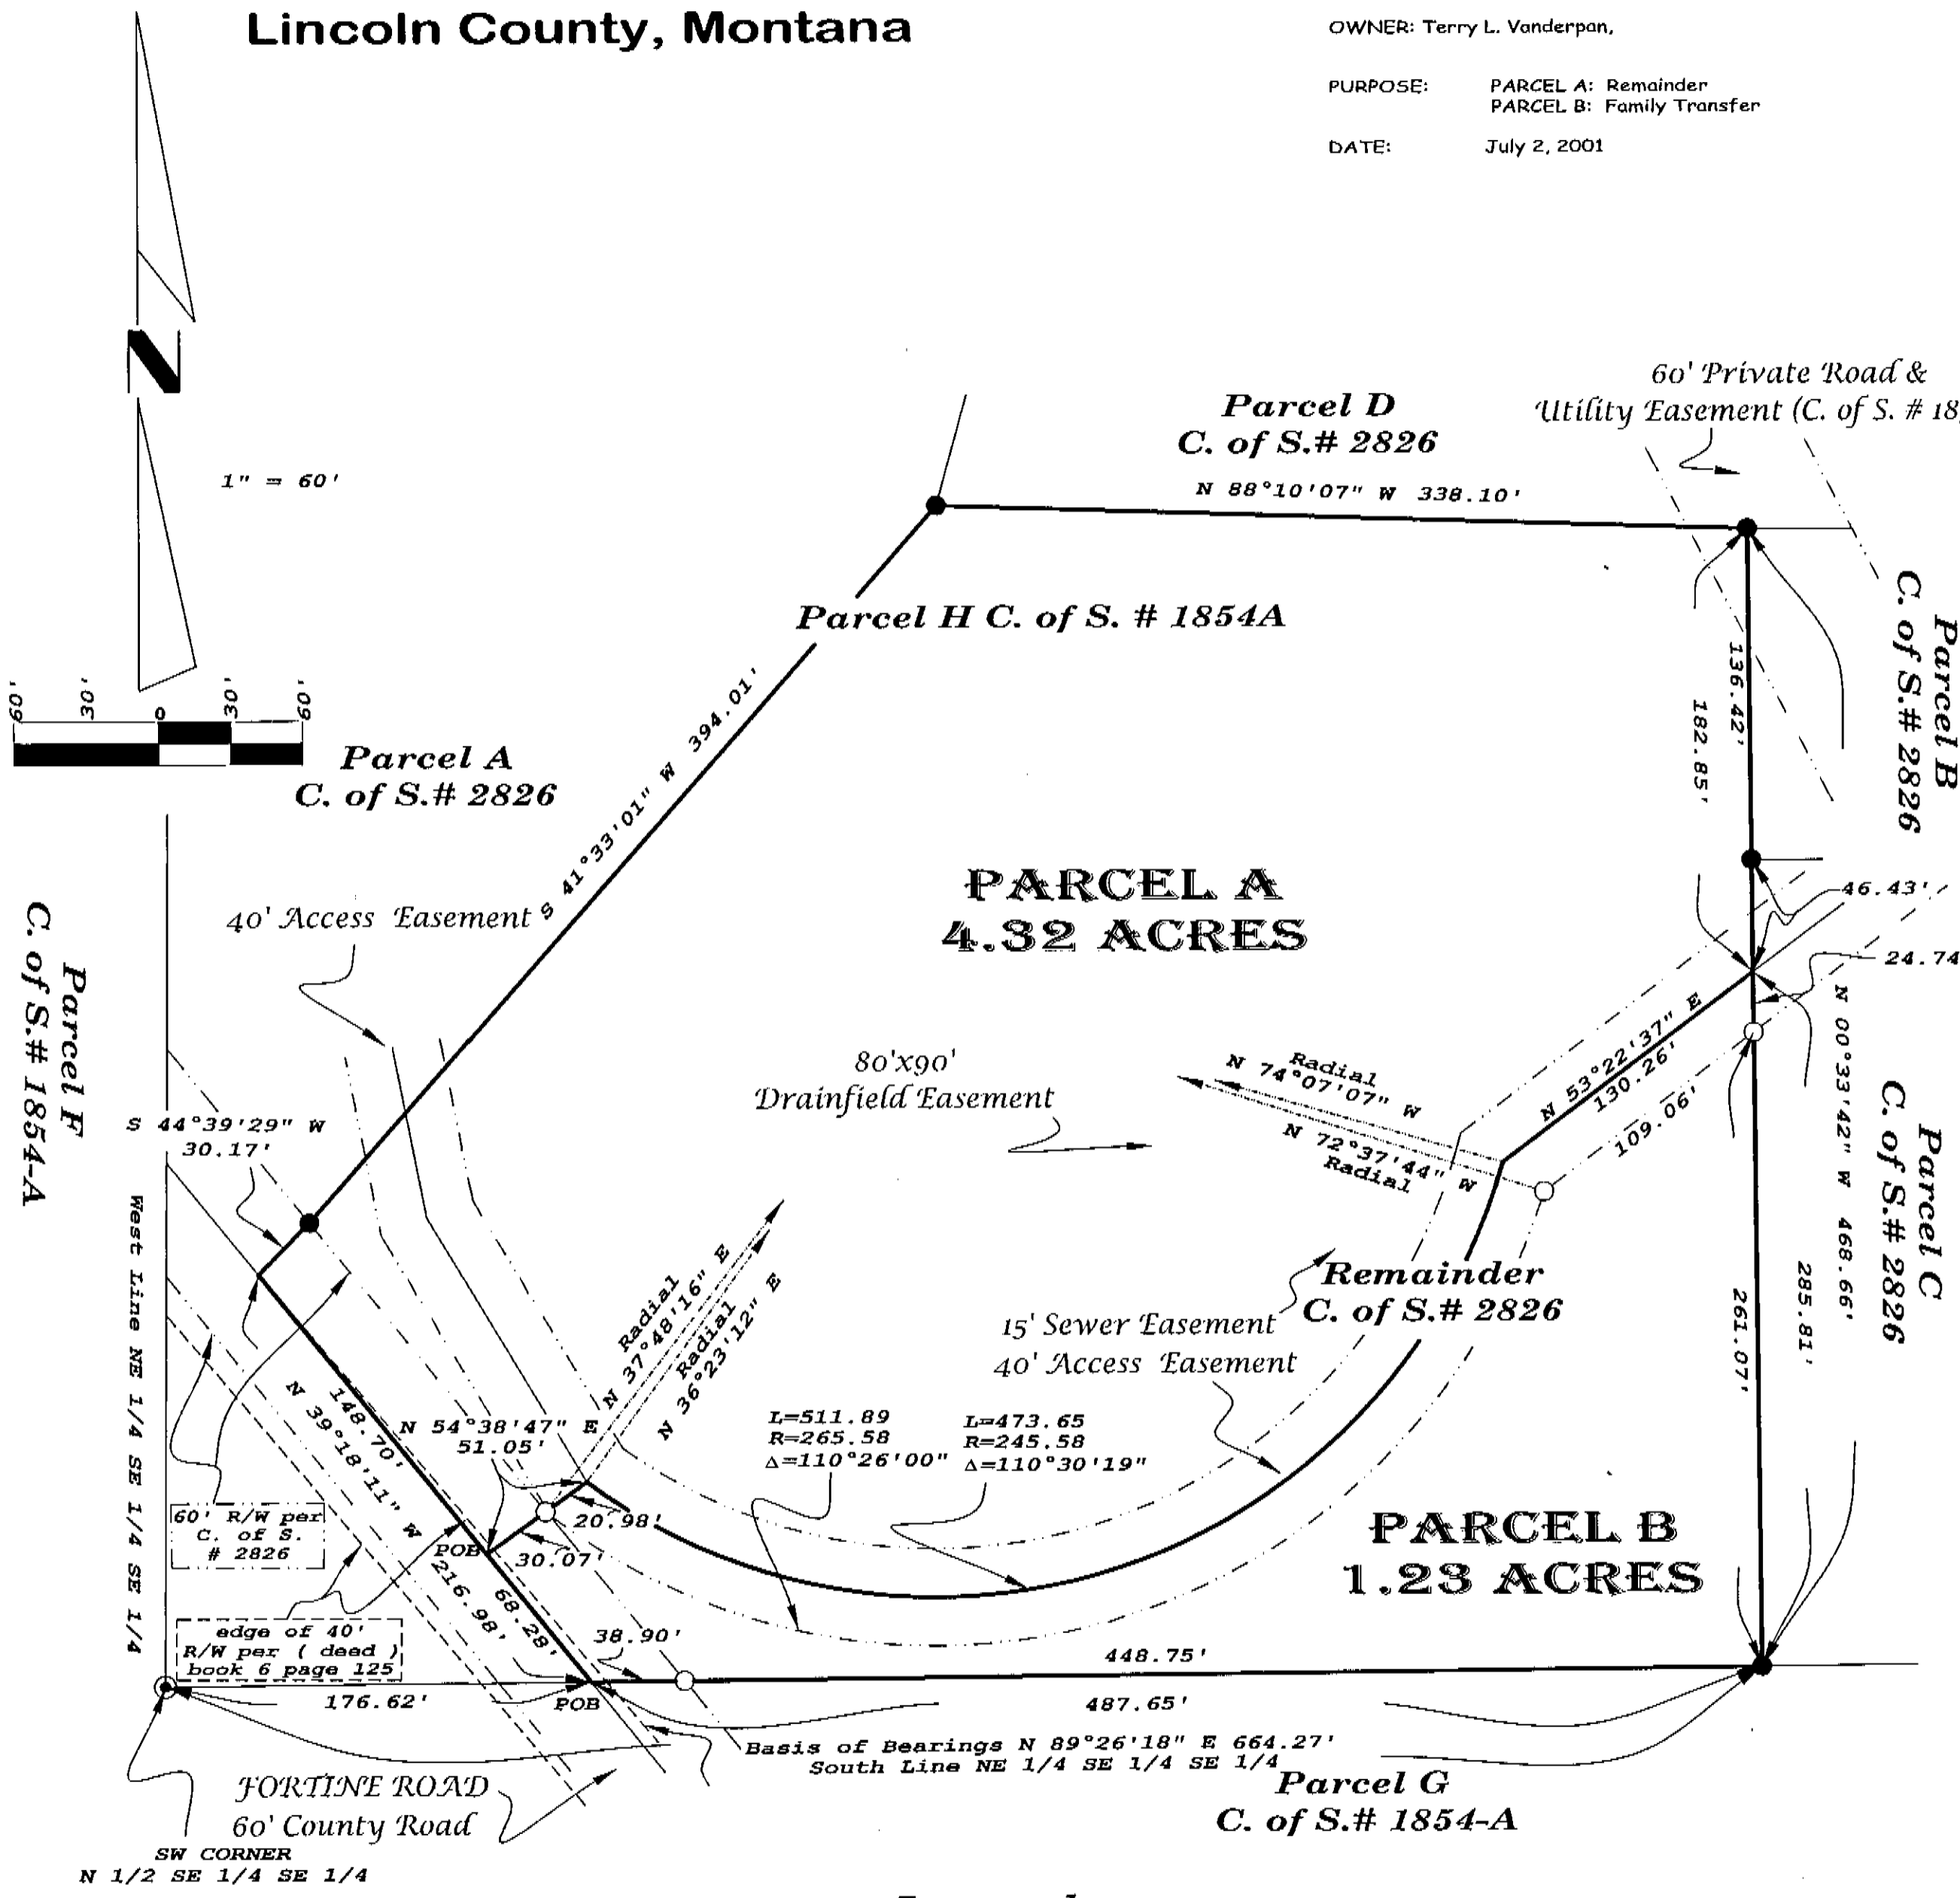 Lincoln County, Montana
OWNER: Terry L. Vanderpan,
PURPOSE: PARCEL A: Remainder
PARCEL B: Family Transfer
DATE: July 2, 2001
N
1" = 60'
60' 30' 0 30' 60'
60' Private Road &
Utility Easement (C. of S. # 18
Parcel D
C. of S.# 2826
N 88°10'07" W 338.10'
Parcel H C. of S. # 1854A
Parcel B
C. of S.# 2826
136.42'
182.85'
S 41°33'01" W 394.01'
Parcel A
C. of S.# 2826
PARCEL A
4.32 ACRES
46.43'
24.74
40' Access Easement
Parcel F
C. of S.# 1854-A
N 00°33'42" W 468.66'
N 53°22'37" E
130.26'
109.06'
80'x90'
Drainfield Easement
Radial
N 74°07'07" W
N 72°37'44" W
Radial
Parcel C
C. of S.# 2826
S 44°39'29" W
30.17'
West Line NE 1/4 SE 1/4 SE 1/4
Radial
N 37°48'16" E
Radial
N 36°23'12" E
Remainder
C. of S.# 2826
15' Sewer Easement
40' Access Easement
285.81'
261.07'
148.70'
N 39°18'11" W 216.98'
N 54°38'47" E
51.05'
L=511.89
R=265.58
Δ=110°26'00"
L=473.65
R=245.58
Δ=110°30'19"
60' R/W per
C. of S.
# 2826
20.98'
POB
30.07'
68.28'
PARCEL B
1.23 ACRES
edge of 40'
R/W per ( deed )
book 6 page 125
38.90'
448.75'
176.62'
POB
487.65'
Basis of Bearings N 89°26'18" E 664.27'
South Line NE 1/4 SE 1/4 SE 1/4
Parcel G
C. of S.# 1854-A
FORTINE ROAD
60' County Road
SW CORNER
N 1/2 SE 1/4 SE 1/4